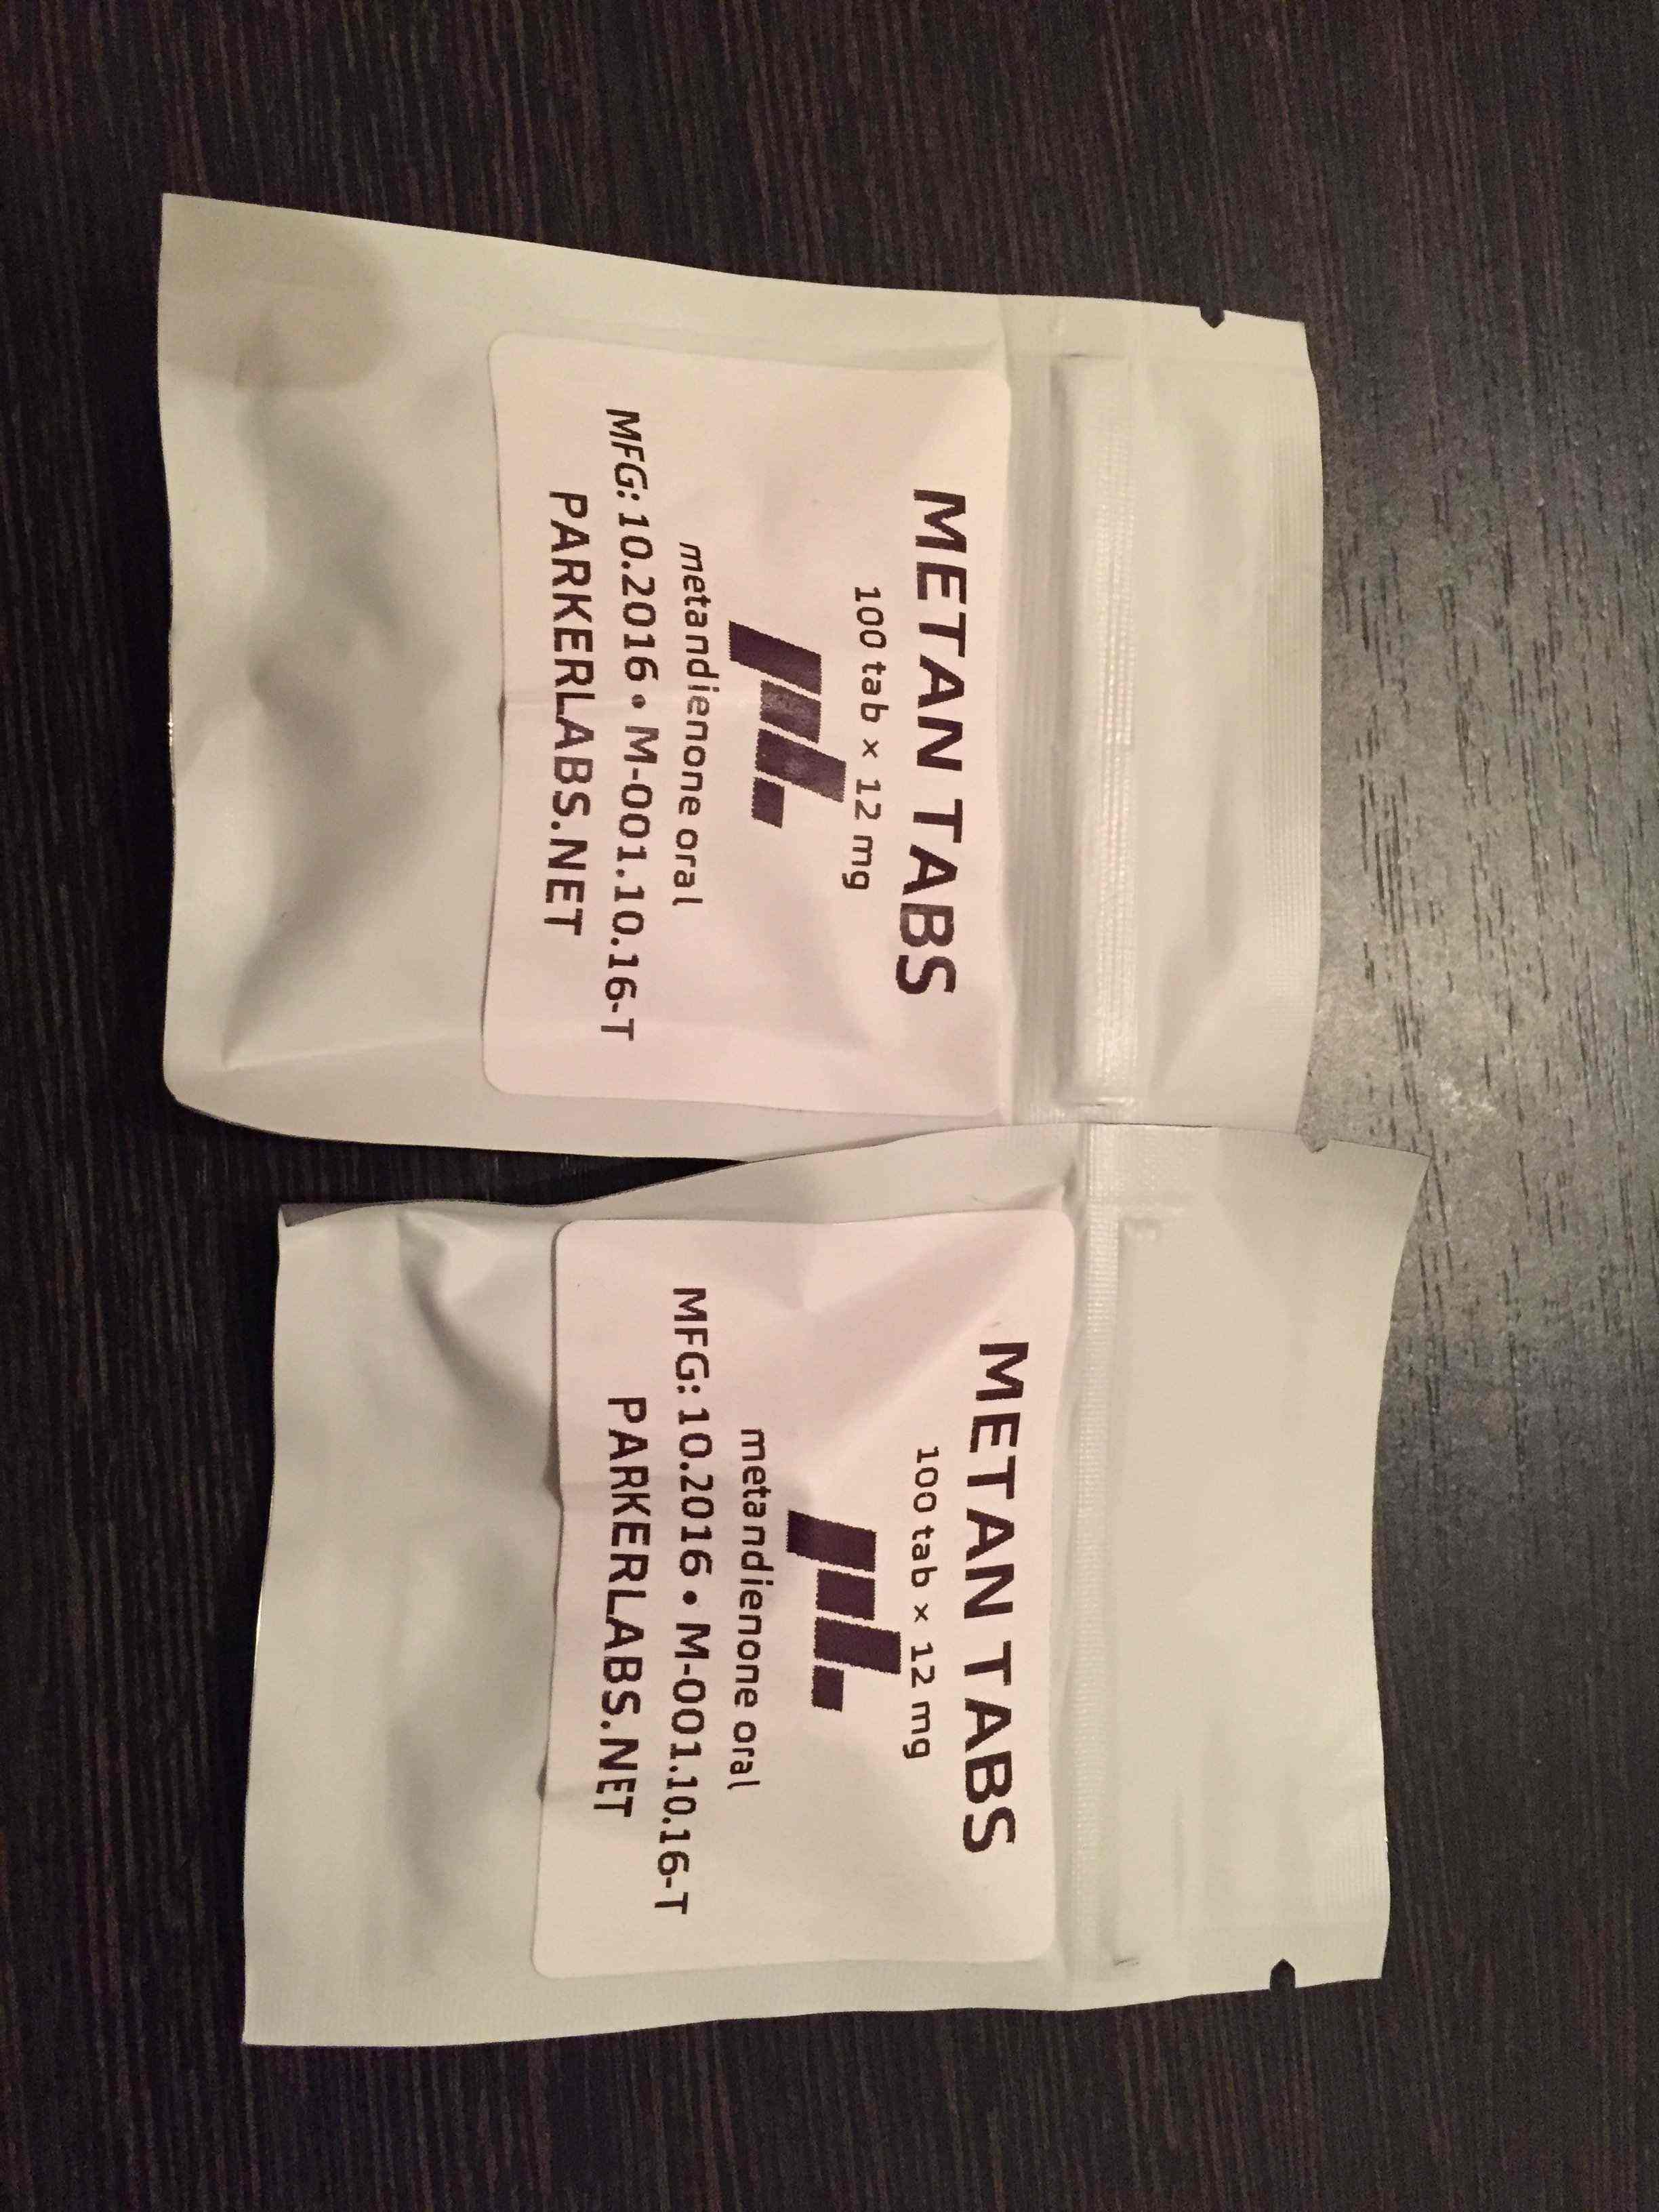 METAN TABS
100 tab × 12 mg
metandienone oral
MFG: 10.2016 • M-001.10.16-T
PARKERLABS.NET
METAN TABS
100 tab × 12 mg
metandienone oral
MFG: 10.2016 • M-001.10.16-T
PARKERLABS.NET